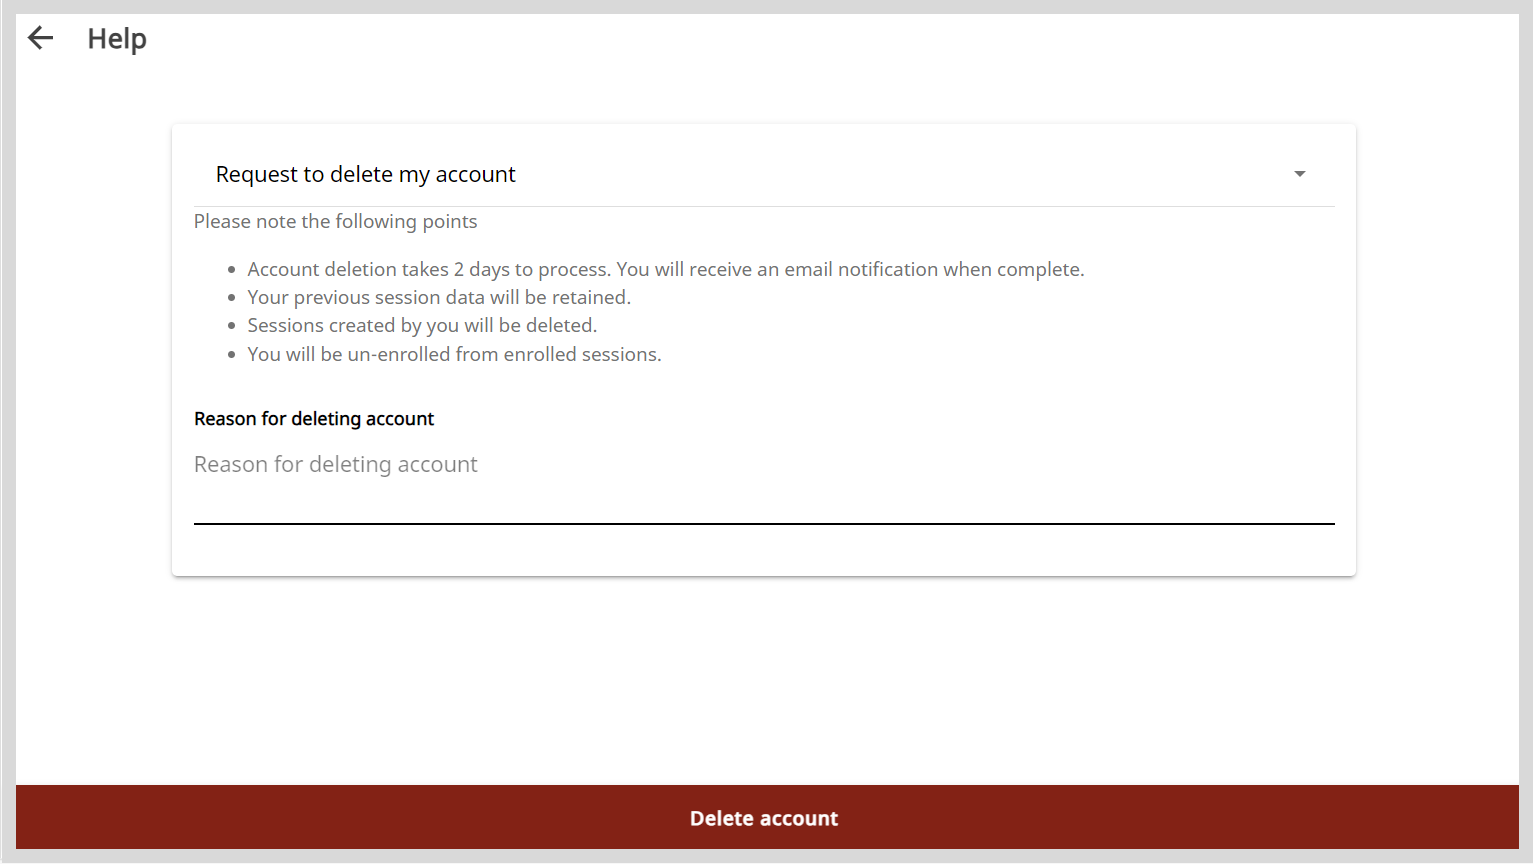 Help
Request to delete my account
Please note the following points
Account deletion takes 2 days to process. You will receive an email notification when complete.
Your previous session data will be retained.
Sessions created by you will be deleted.
You will be un-enrolled from enrolled sessions.
Reason for deleting account
Reason for deleting account
Delete account